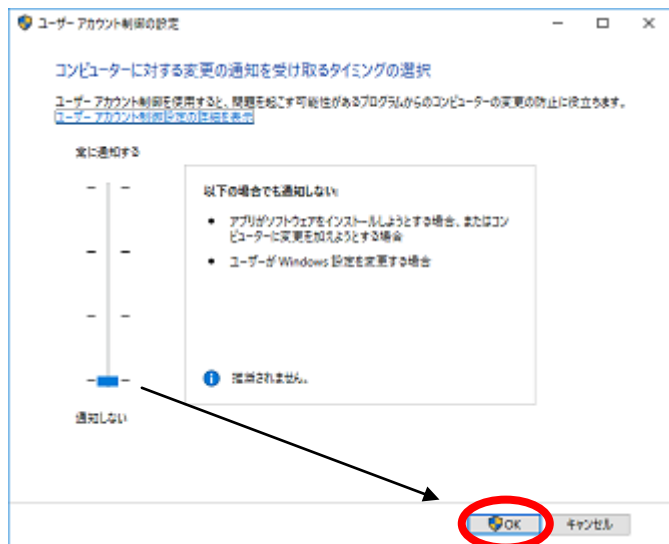 ユーザー アカウント制御の設定
コンピューターに対する変更の通知を受け取るタイミングの選択
ユーザー アカウント制御を使用すると、問題を起こす可能性があるプログラムからのコンピューターの変更の防止に役立ちます。
ユーザー アカウント制御設定の詳細を表示
常に通知する
以下の場合でも通知しない:
アプリがソフトウェアをインストールしようとする場合、またはコン
ピューターに変更を加えようとする場合
ユーザーが Windows 設定を変更する場合
推奨されません。
通知しない
OK
キャンセル